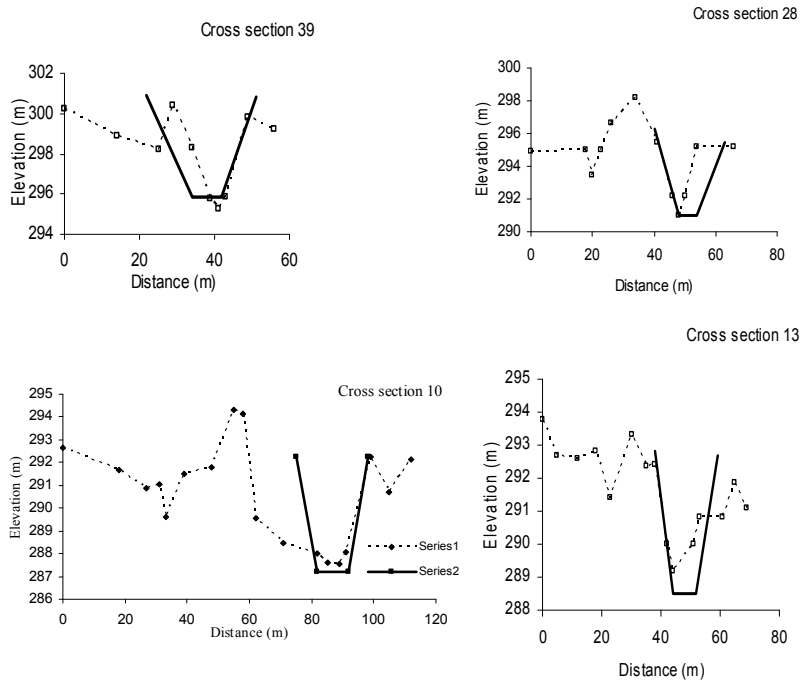 Cross section 39
302
300
298
296
294
Elevation (m)
0 20 40 60
Distance (m)
Cross section 28
300
298
295
293
290
Elevation (m)
0 20 40 60 80
Distance (m)
Cross section 10
295
294
293
292
291
290
289
288
287
286
Elevation (m)
Series1
Series2
0 20 40 60 80 100 120
Distance (m)
Cross section 13
295
294
293
292
291
290
289
288
Elevation (m)
0 20 40 60 80
Distance (m)